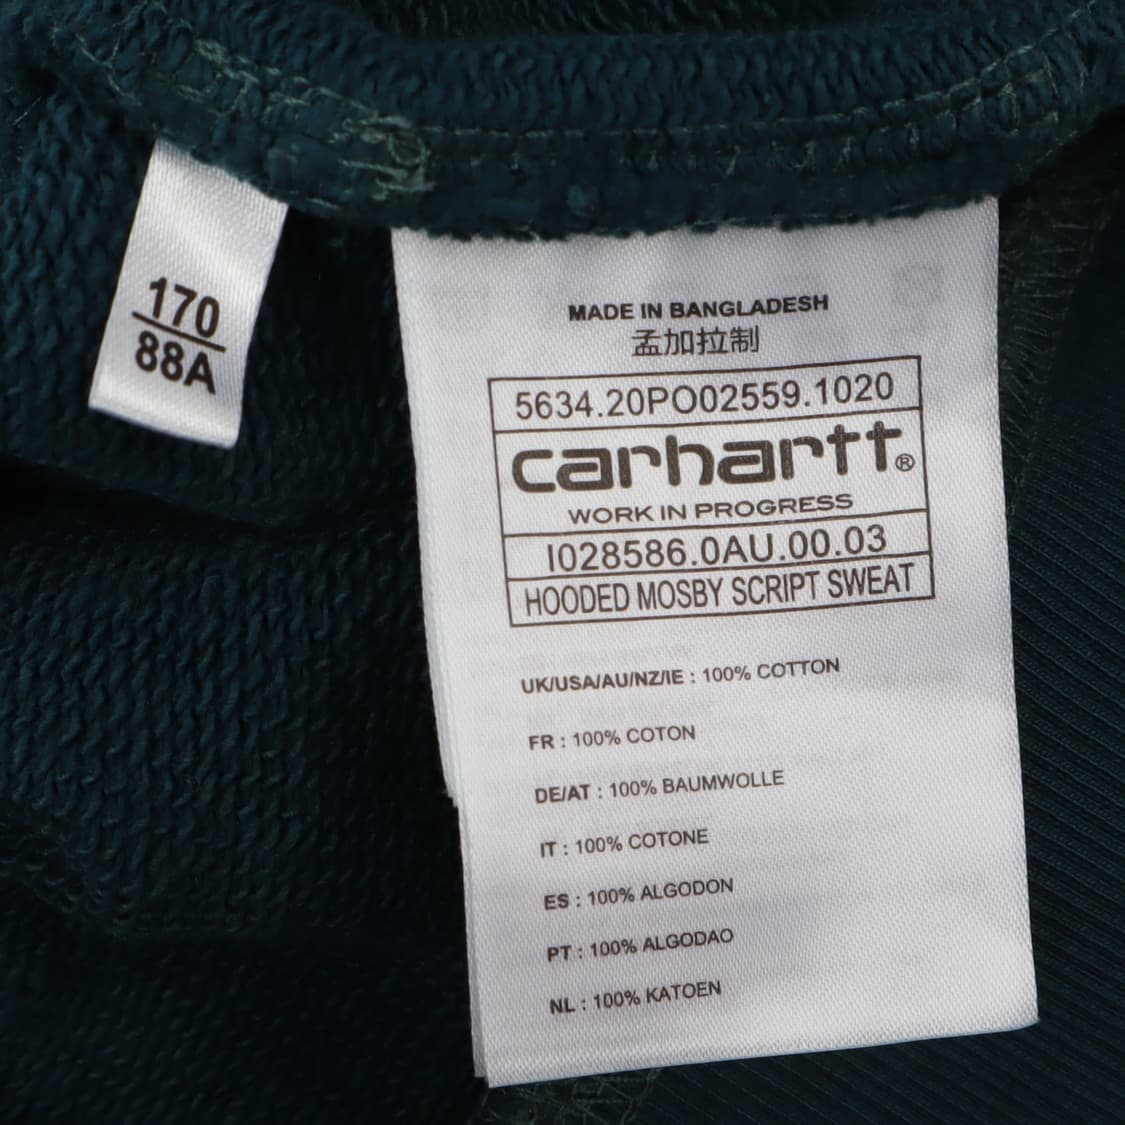 170
88A
MADE IN BANGLADESH
孟加拉制
5634.20PO02559.1020
carhartt®
WORK IN PROGRESS
I028586.0AU.00.03
HOODED MOSBY SCRIPT SWEAT
UK/USA/AU/NZ/IE : 100% COTTON
FR : 100% COTON
DE/AT : 100% BAUMWOLLE
IT : 100% COTONE
ES : 100% ALGODON
PT : 100% ALGODAO
NL : 100% KATOEN